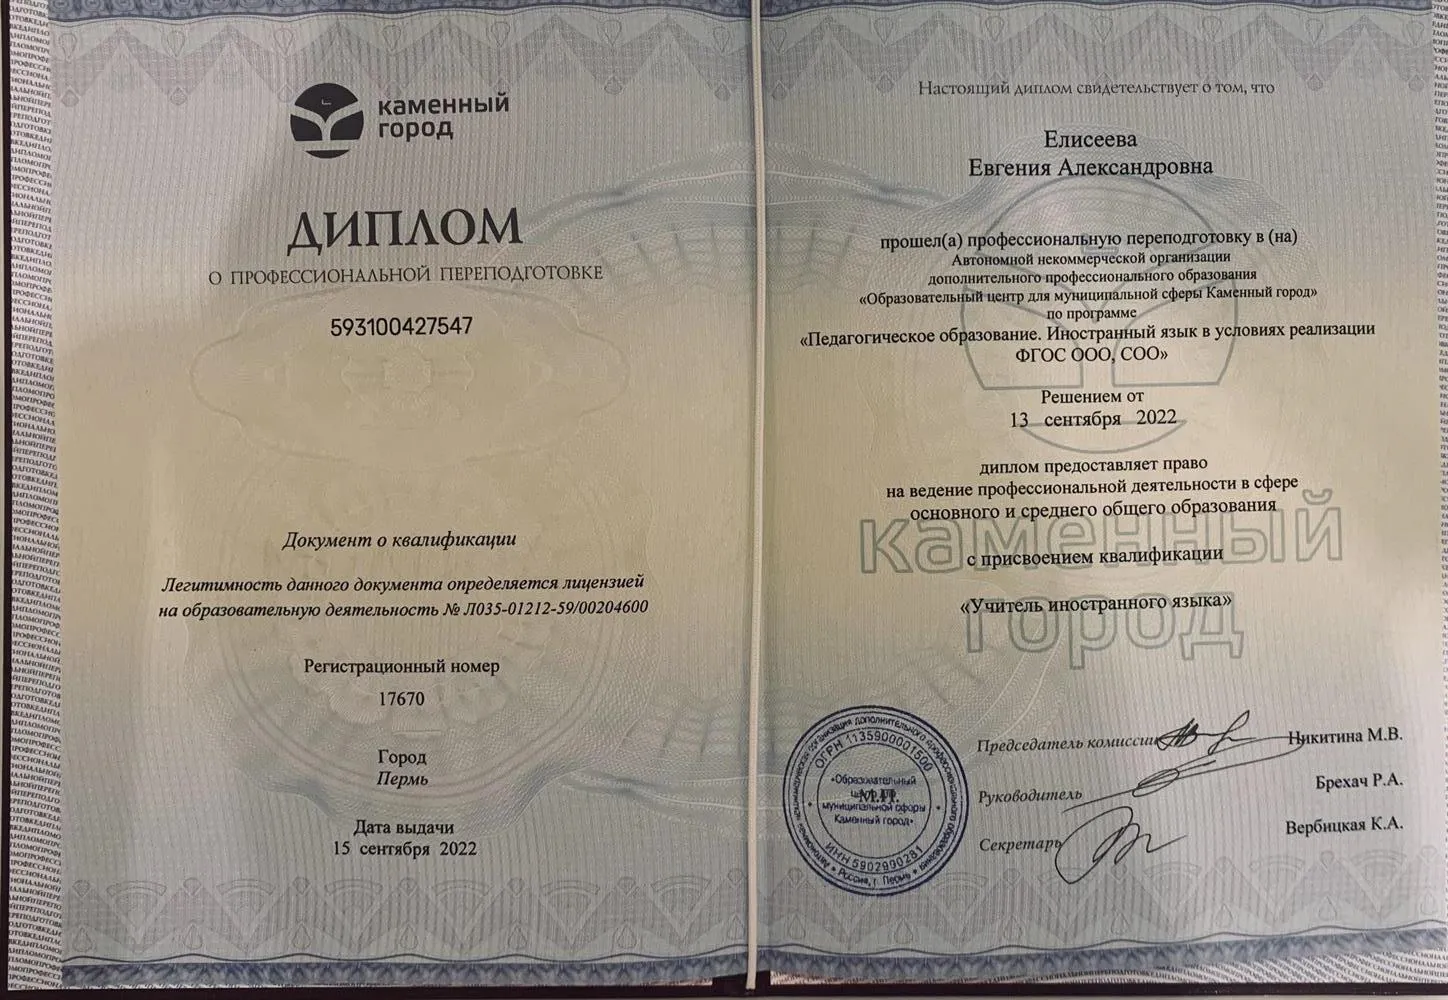 каменный
город
ДИПЛОМ
О ПРОФЕССИОНАЛЬНОЙ ПЕРЕПОДГОТОВКЕ
593100427547
Документ о квалификации
Легитимность данного документа определяется лицензией
на образовательную деятельность № Л035-01212-59/00204600
Регистрационный номер
17670
Город
Пермь
Дата выдачи
15 сентября 2022
Настоящий диплом свидетельствует о том, что
Елисеева
Евгения Александровна
прошел(а) профессиональную переподготовку в (на)
Автономной некоммерческой организации
дополнительного профессионального образования
«Образовательный центр для муниципальной сферы Каменный город»
по программе
«Педагогическое образование. Иностранный язык в условиях реализации
ФГОС ООО, СОО»
Решением от
13 сентября 2022
диплом предоставляет право
на ведение профессиональной деятельности в сфере
основного и среднего общего образования
каменный
с присвоением квалификации
«Учитель иностранного языка»
город
Председатель комиссии Никитина М.В.
Руководитель Брехач Р.А.
Секретарь Вербицкая К.А.
ОГРН 1135900001500
«Образовательный
центр для
М.П.
муниципальной сферы
Каменный город»
ИНН 5902990281
Россия, г. Пермь